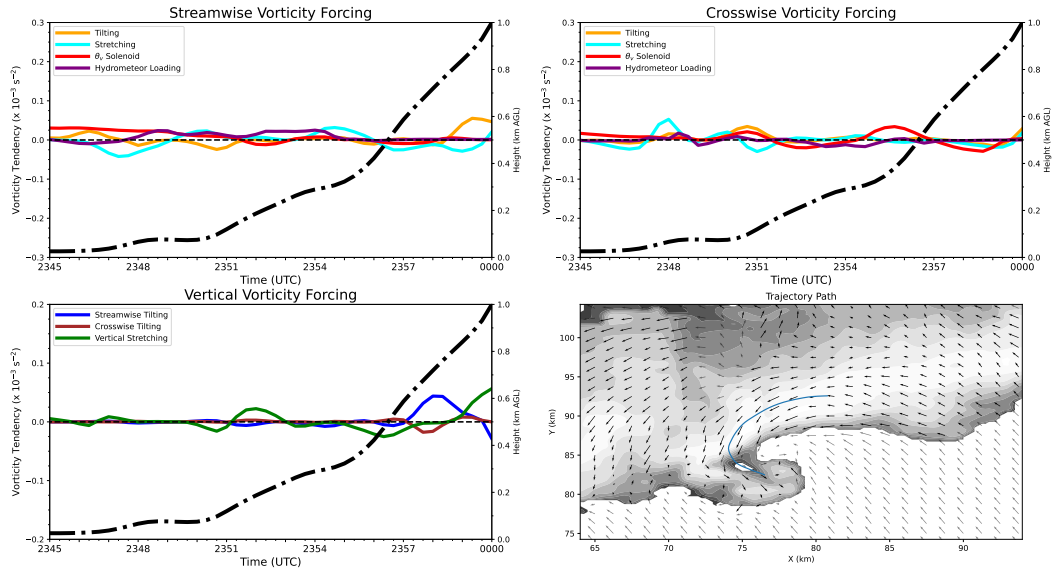 Streamwise Vorticity Forcing
Tilting
Stretching
θv Solenoid
Hydrometeor Loading
Vorticity Tendency (x 10⁻³ s⁻²)
0.3
0.2
0.1
0.0
−0.1
−0.2
−0.3
1.0
0.8
0.6
0.4
0.2
0.0
Height (km AGL)
2345 2348 2351 2354 2357 0000
Time (UTC)
Crosswise Vorticity Forcing
Tilting
Stretching
θv Solenoid
Hydrometeor Loading
Vorticity Tendency (x 10⁻³ s⁻²)
0.3
0.2
0.1
0.0
−0.1
−0.2
−0.3
1.0
0.8
0.6
0.4
0.2
0.0
Height (km AGL)
2345 2348 2351 2354 2357 0000
Time (UTC)
Vertical Vorticity Forcing
Streamwise Tilting
Crosswise Tilting
Vertical Stretching
Vorticity Tendency (x 10⁻³ s⁻²)
0.2
0.1
0.0
−0.1
−0.2
1.0
0.8
0.6
0.4
0.2
0.0
Height (km AGL)
2345 2348 2351 2354 2357 0000
Time (UTC)
Trajectory Path
Y (km)
100
95
90
85
80
75
65 70 75 80 85 90
X (km)